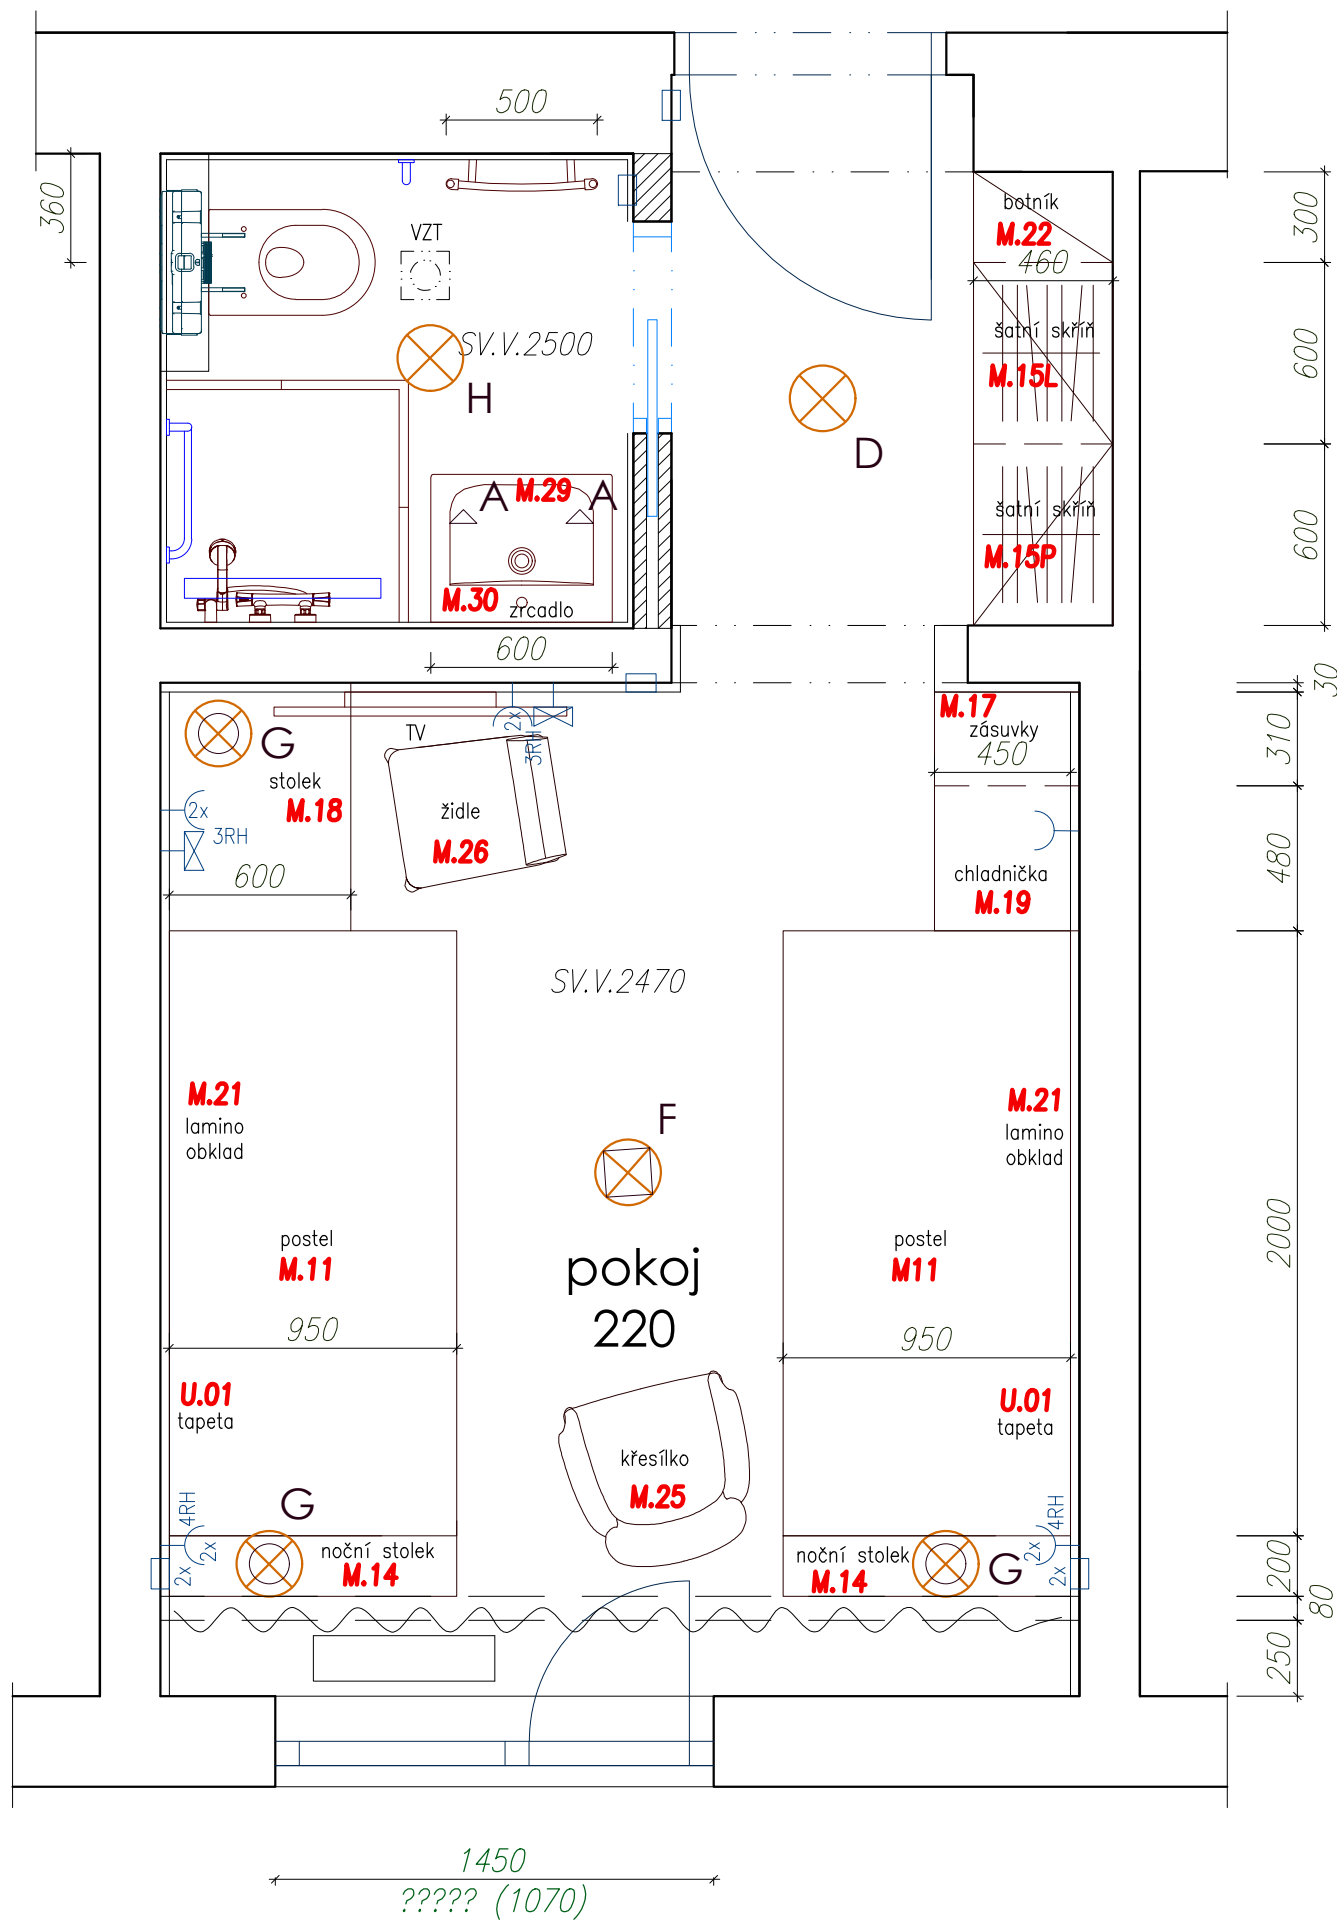 500
360
VZT
SV.V.2500
H
A
M.29
A
M.30
zrcadlo
600
botník
M.22
460
šatní skříň
M.15L
šatní skříň
M.15P
D
300
600
600
30
310
480
2000
200
80
250
G
stolek
M.18
2x
3RH
600
TV
2x
3RH
židle
M.26
M.17
zásuvky
450
chladnička
M.19
SV.V.2470
M.21
lamino
obklad
M.21
lamino
obklad
F
postel
M.11
postel
M11
pokoj
220
950
950
U.01
tapeta
U.01
tapeta
křesílko
M.25
4RH
2x
2x
G
noční stolek
M.14
noční stolek
M.14
G
4RH
2x
2x
1450
????? (1070)